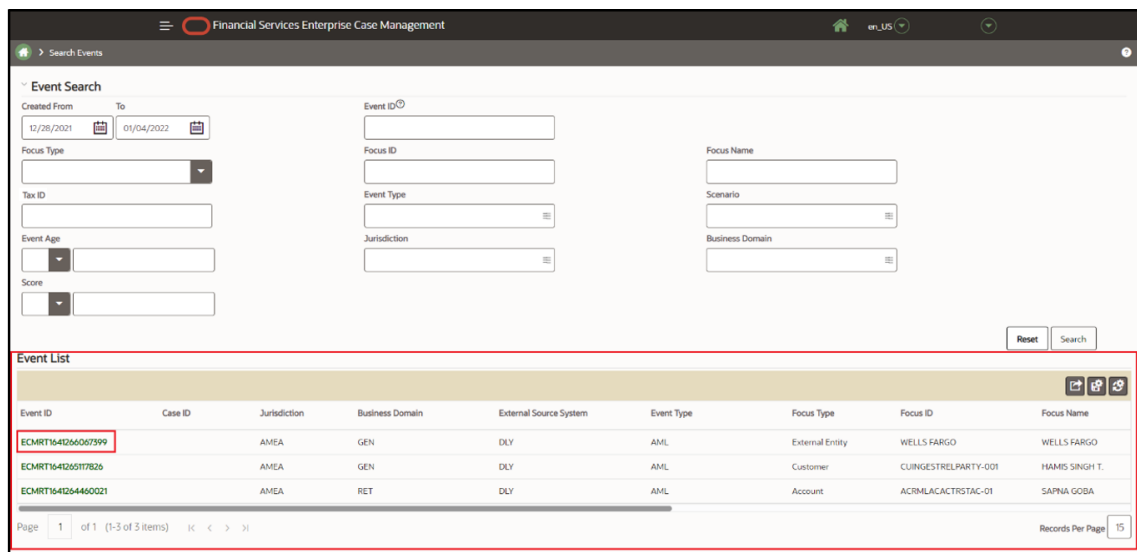 Financial Services Enterprise Case Management en_US
> Search Events
Event Search
Created From To Event ID
12/28/2021 01/04/2022
Focus Type Focus ID Focus Name
Tax ID Event Type Scenario
Event Age Jurisdiction Business Domain
Score
Reset Search
Event List
Event ID Case ID Jurisdiction Business Domain External Source System Event Type Focus Type Focus ID Focus Name
ECMRT1641266067399 AMEA GEN DLY AML External Entity WELLS FARGO WELLS FARGO
ECMRT1641265117826 AMEA GEN DLY AML Customer CUINGESTRELPARTY-001 HAMIS SINGH T.
ECMRT1641264460021 AMEA RET DLY AML Account ACRMLACACTRSTAC-01 SAPNA GOBA
Page 1 of 1 (1-3 of 3 items) Records Per Page 15